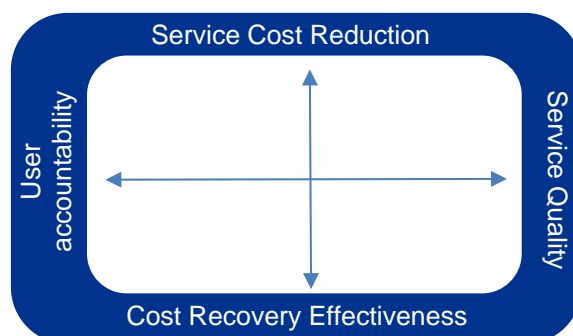 Service Cost Reduction
User
accountability
Service Quality
Cost Recovery Effectiveness